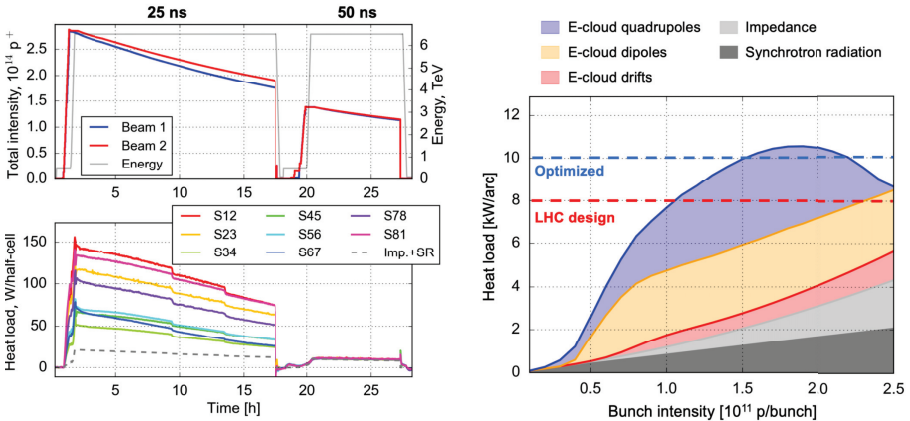 25 ns 50 ns
Total intensity, 10¹⁴ p⁺
2.5
2.0
1.5
1.0
0.5
0.0
Beam 1
Beam 2
Energy
6
5
4
3
2
1
0
Energy, TeV
5 10 15 20 25
Heat load, W/half-cell
150
100
50
0
S12 S45 S78
S23 S56 S81
S34 S67 Imp.+SR
5 10 15 20 25
Time [h]
E-cloud quadrupoles Impedance
E-cloud dipoles Synchrotron radiation
E-cloud drifts
Heat load [kW/arc]
12
10
8
6
4
2
0
Optimized
LHC design
0.5 1.0 1.5 2.0 2.5
Bunch intensity [10¹¹ p/bunch]